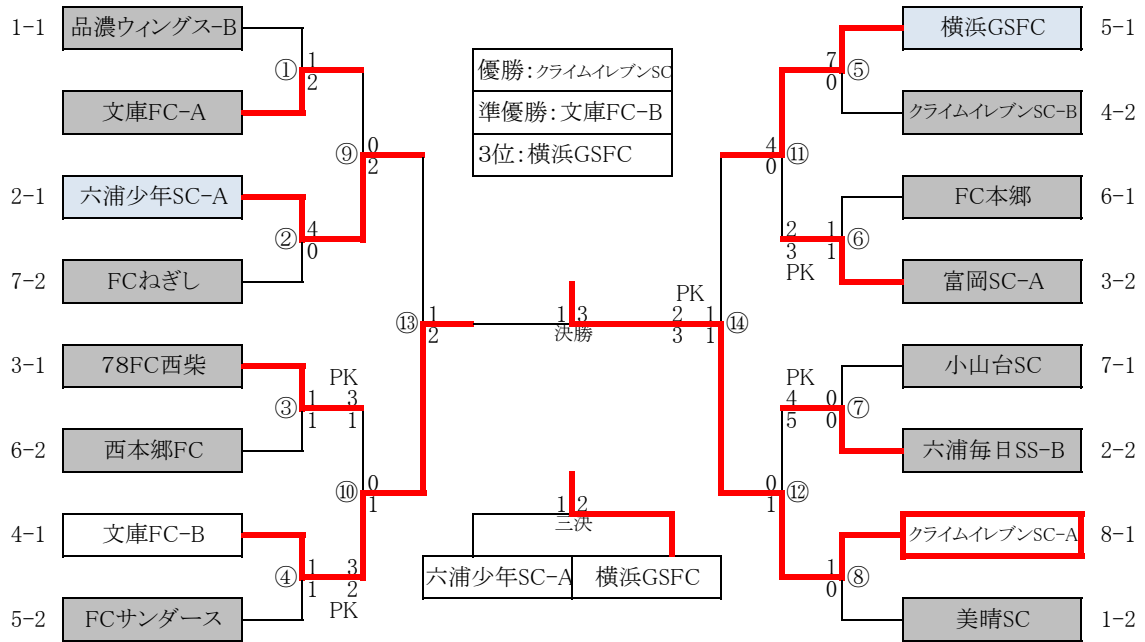 1-1 品濃ウィングス-B
① 1
2
文庫FC-A
⑨ 0
2
2-1 六浦少年SC-A
② 4
0
7-2 FCねぎし
⑬ 1
2
3-1 78FC西柴
PK
③ 1 3
1 1
6-2 西本郷FC
⑩ 0
1
4-1 文庫FC-B
④ 1 3
1 2
PK
5-2 FCサンダース
優勝:クライムイレブンSC
準優勝:文庫FC-B
3位:横浜GSFC
1 3
決勝
1 2
三決
六浦少年SC-A 横浜GSFC
横浜GSFC 5-1
7 ⑤
0
クライムイレブンSC-B 4-2
4 ⑪
0
FC本郷 6-1
2 1 ⑥
3 1
PK
富岡SC-A 3-2
PK
2 1 ⑭
3 1
小山台SC 7-1
PK
4 0 ⑦
5 0
六浦毎日SS-B 2-2
0 ⑫
1
クライムイレブンSC-A 8-1
1 ⑧
0
美晴SC 1-2